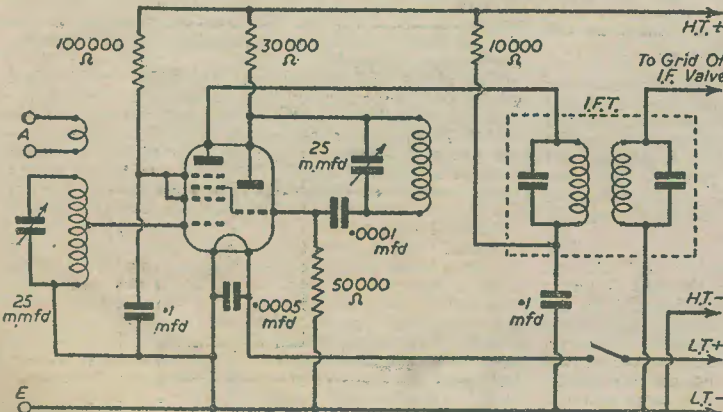 100000
Ω
30000
Ω
10000
Ω
H.T.+
To Grid Of
I.F. Valve
I.F.T.
A
25
m.mfd
25
m.mfd
.0001
mfd
50000
Ω
.1
mfd
.0005
mfd
.1
mfd
H.T.-
L.T.+
E
L.T.-